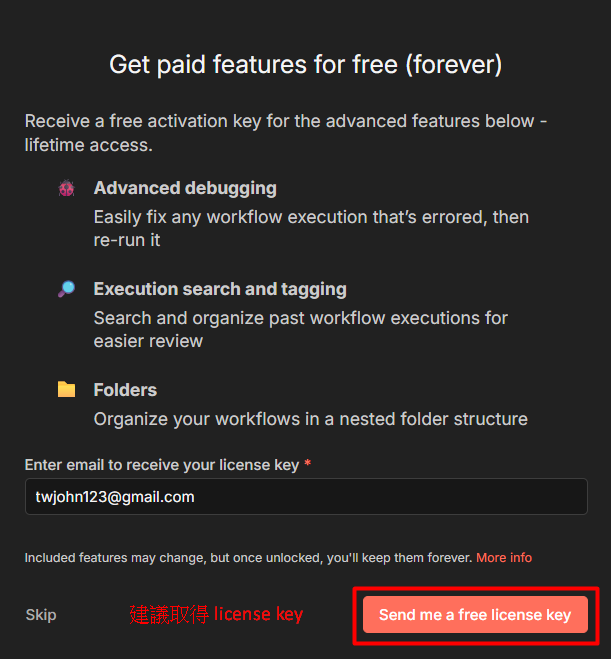 Get paid features for free (forever)
Receive a free activation key for the advanced features below -
lifetime access.
Advanced debugging
Easily fix any workflow execution that's errored, then
re-run it
Execution search and tagging
Search and organize past workflow executions for
easier review
Folders
Organize your workflows in a nested folder structure
Enter email to receive your license key *
twjohn123@gmail.com
Included features may change, but once unlocked, you'll keep them forever. More info
Skip
建議取得 license key
Send me a free license key